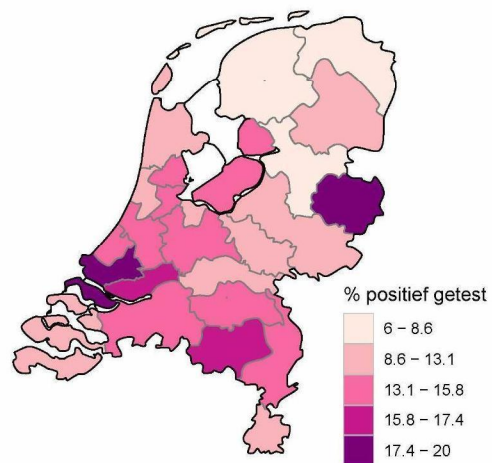 % positief getest
6 – 8.6
8.6 – 13.1
13.1 – 15.8
15.8 – 17.4
17.4 – 20